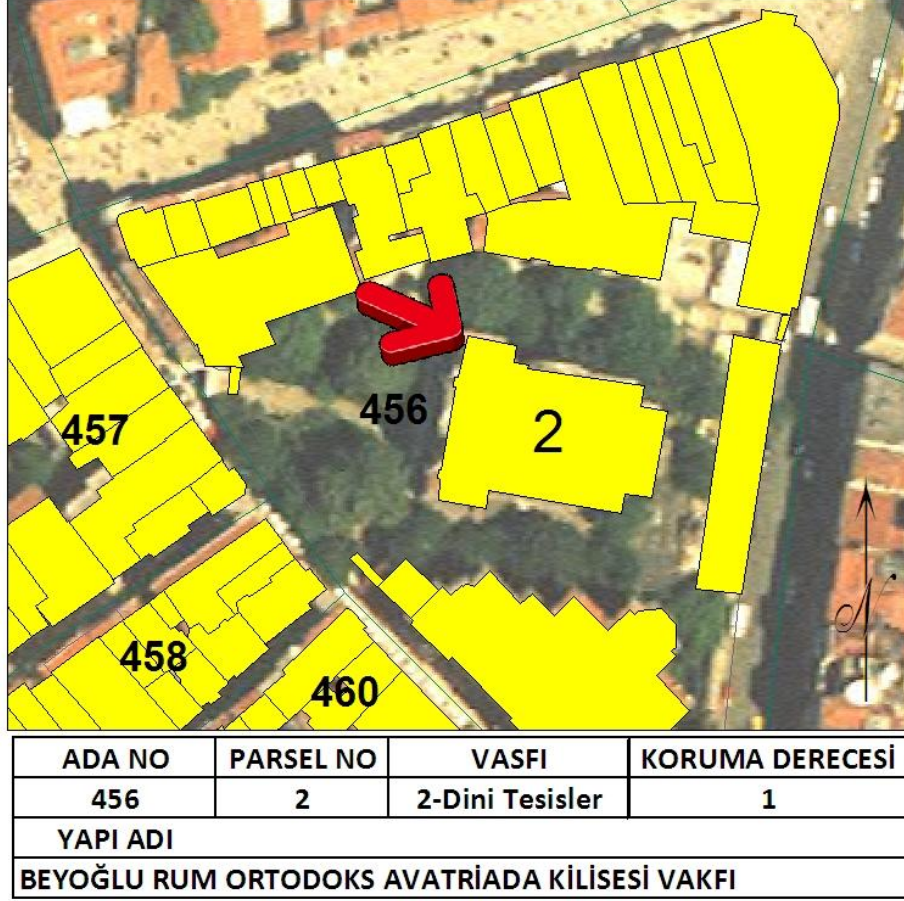 456
2
457
458
460
N
ADA NO PARSEL NO VASFI KORUMA DERECESİ
456 2 2-Dini Tesisler 1
YAPI ADI
BEYOĞLU RUM ORTODOKS AVATRİADA KİLİSESİ VAKFI